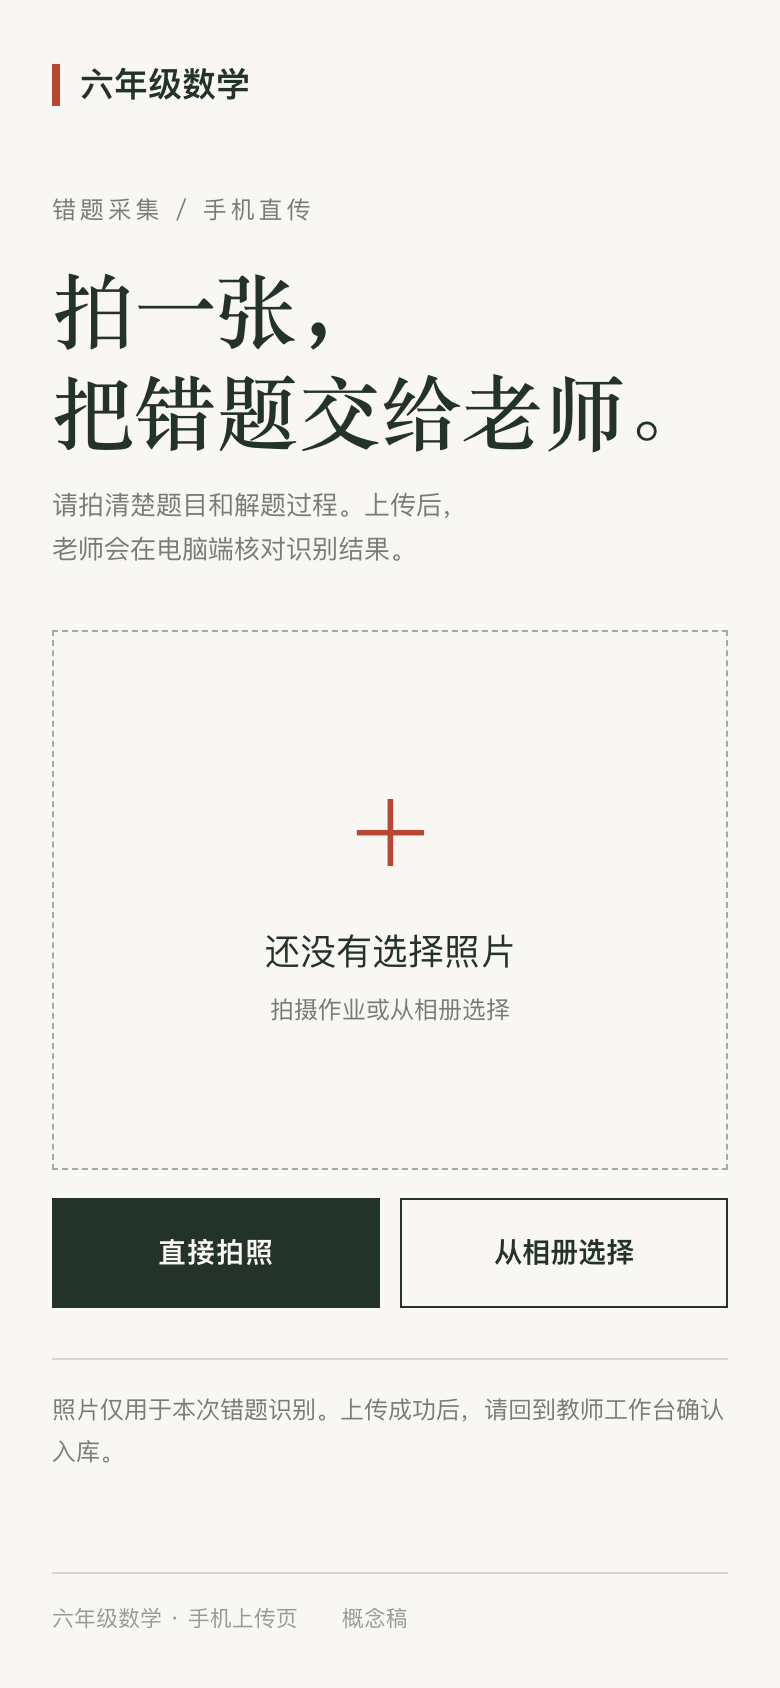 六年级数学
错题采集 / 手机直传
拍一张，
把错题交给老师。
请拍清楚题目和解题过程。上传后，
老师会在电脑端核对识别结果。
还没有选择照片
拍摄作业或从相册选择
直接拍照
从相册选择
照片仅用于本次错题识别。上传成功后，请回到教师工作台确认
入库。
六年级数学 · 手机上传页 概念稿